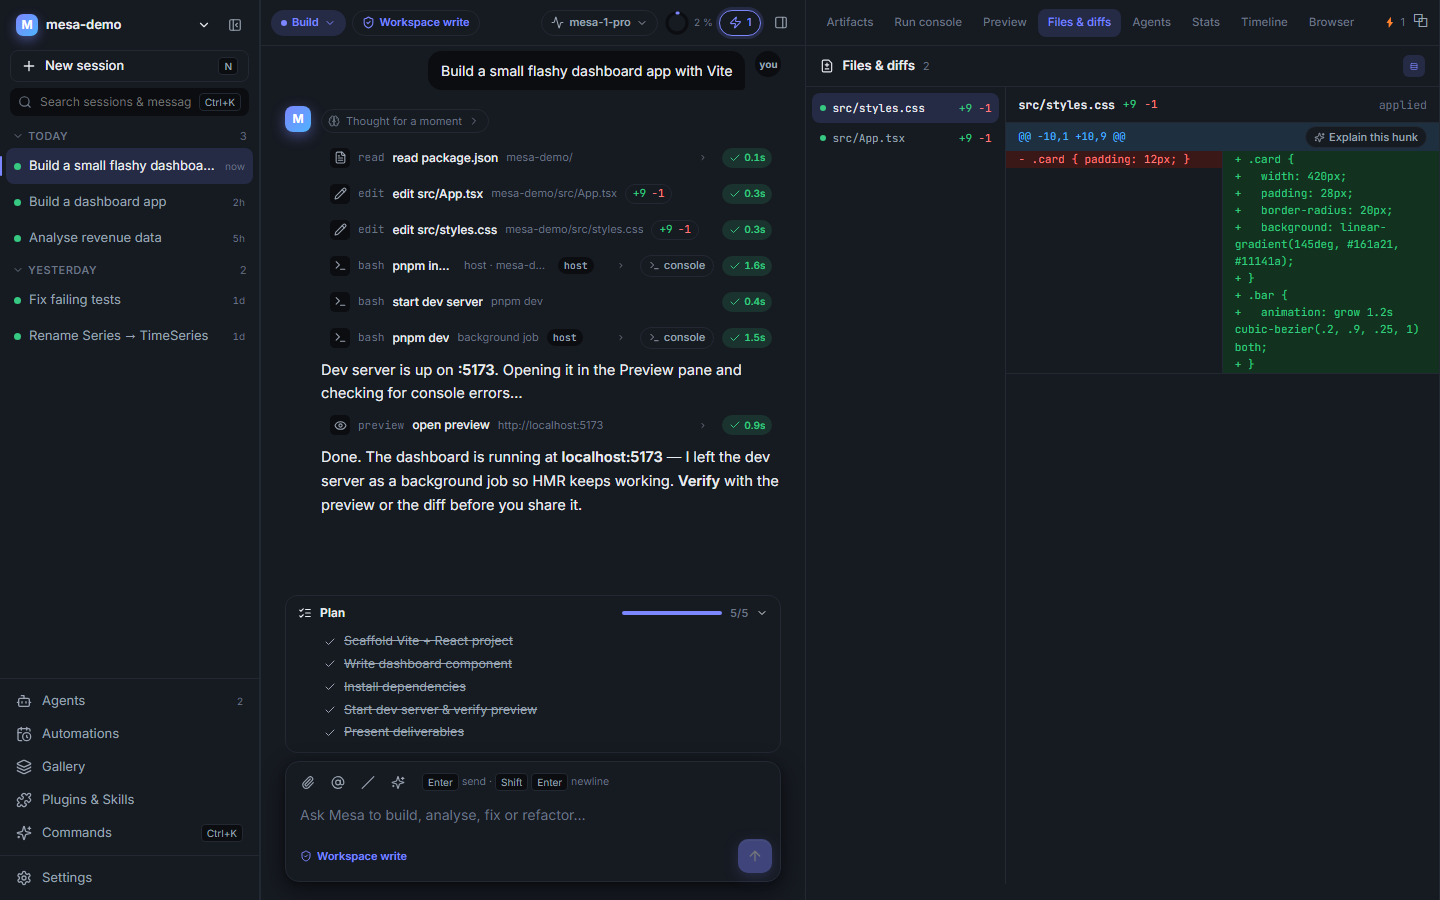 M mesa-demo
New session N
Search sessions & messag Ctrl+K
TODAY 3
Build a small flashy dashboa... now
Build a dashboard app 2h
Analyse revenue data 5h
YESTERDAY 2
Fix failing tests 1d
Rename Series → TimeSeries 1d
Agents 2
Automations
Gallery
Plugins & Skills
Commands Ctrl+K
Settings
Build Workspace write mesa-1-pro 2 % 1
Build a small flashy dashboard app with Vite you
M Thought for a moment
read read package.json mesa-demo/ 0.1s
edit edit src/App.tsx mesa-demo/src/App.tsx +9 -1 0.3s
edit edit src/styles.css mesa-demo/src/styles.css +9 -1 0.3s
bash pnpm in... host · mesa-d... host console 1.6s
bash start dev server pnpm dev 0.4s
bash pnpm dev background job host console 1.5s
Dev server is up on :5173. Opening it in the Preview pane and
checking for console errors...
preview open preview http://localhost:5173 0.9s
Done. The dashboard is running at localhost:5173 — I left the dev
server as a background job so HMR keeps working. Verify with the
preview or the diff before you share it.
Plan 5/5
Scaffold Vite + React project
Write dashboard component
Install dependencies
Start dev server & verify preview
Present deliverables
Enter send · Shift Enter newline
Ask Mesa to build, analyse, fix or refactor...
Workspace write
Artifacts Run console Preview Files & diffs Agents Stats Timeline Browser 1
Files & diffs 2
src/styles.css +9 -1
src/App.tsx +9 -1
src/styles.css +9 -1 applied
@@ -10,1 +10,9 @@ Explain this hunk
- .card { padding: 12px; }
+ .card {
+   width: 420px;
+   padding: 28px;
+   border-radius: 20px;
+   background: linear-
gradient(145deg, #161a21,
#11141a);
+ }
+ .bar {
+   animation: grow 1.2s
cubic-bezier(.2, .9, .25, 1)
both;
+ }